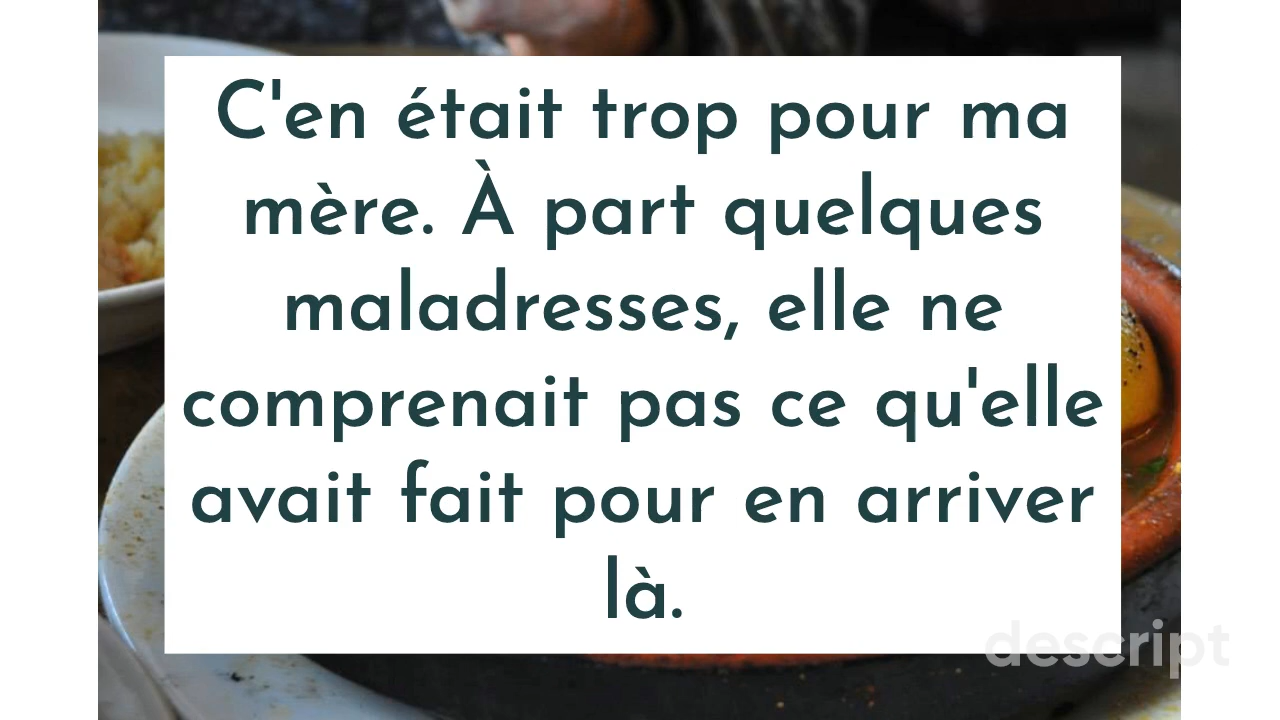 C'en était trop pour ma
mère. À part quelques
maladresses, elle ne
comprenait pas ce qu'elle
avait fait pour en arriver
là.
descript